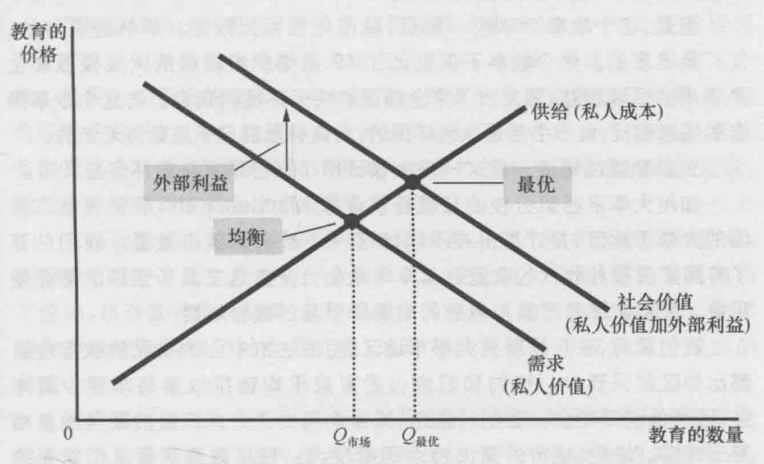 教育的
价格
供给 (私人成本)
外部利益
最优
均衡
社会价值
(私人价值加外部利益)
需求
(私人价值)
0
Q市场
Q最优
教育的数量